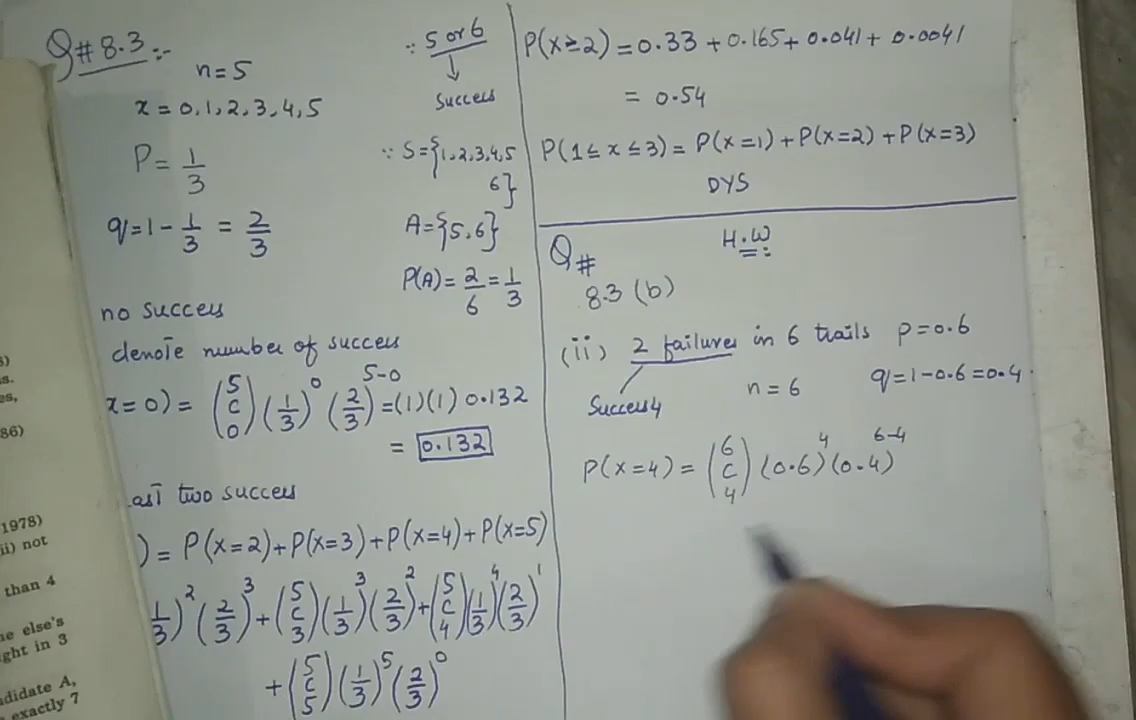 Q# 8.3 :-
n=5
x = 0,1,2,3,4,5
P= 1/3
q=1-1/3 = 2/3
∵ 5 or 6
↓
Success
∵ S={1,2,3,4,5
6}
A={5,6}
P(A)= 2/6 = 1/3
no success
denote number of success
x=0) = (5 C 0) (1/3)^0 (2/3)^5-0 =(1)(1) 0.132
= 0.132
two success
) = P(x=2)+P(x=3)+P(x=4)+P(x=5)
1/3)^2 (2/3)^3 + (5 C 3)(1/3)^3 (2/3)^2 + (5 C 4)(1/3)^4 (2/3)^1
+ (5 C 5)(1/3)^5 (2/3)^0
P(x≥2) = 0.33 + 0.165 + 0.041 + 0.0041
= 0.54
P(1≤x≤3) = P(x=1) + P(x=2) + P(x=3)
DYS
H.W
Q#
8.3 (b)
(ii) 2 failures in 6 trails P=0.6
n=6 q=1-0.6=0.4
Success 4
P(x=4) = (6 C 4) (0.6)^4 (0.4)^6-4
1978)
ii) not
than 4
ne else's
ght in 3
didate A,
exactly 7